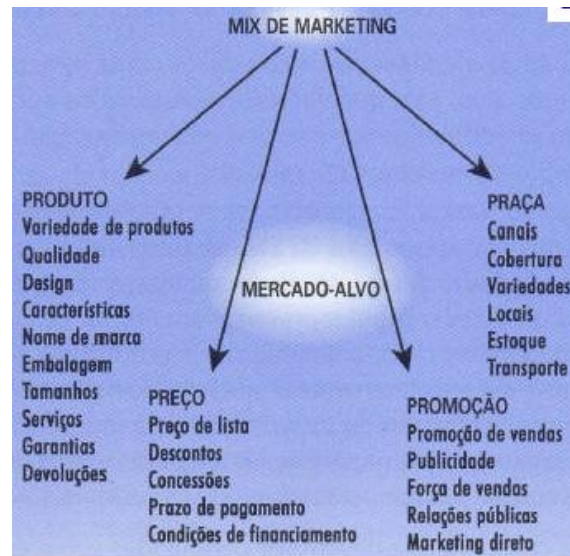 MIX DE MARKETING
PRODUTO
Variedade de produtos
Qualidade
Design
Características
Nome de marca
Embalagem
Tamanhos
Serviços
Garantias
Devoluções
MERCADO-ALVO
PREÇO
Preço de lista
Descontos
Concessões
Prazo de pagamento
Condições de financiamento
PROMOÇÃO
Promoção de vendas
Publicidade
Força de vendas
Relações públicas
Marketing direto
PRAÇA
Canais
Cobertura
Variedades
Locais
Estoque
Transporte